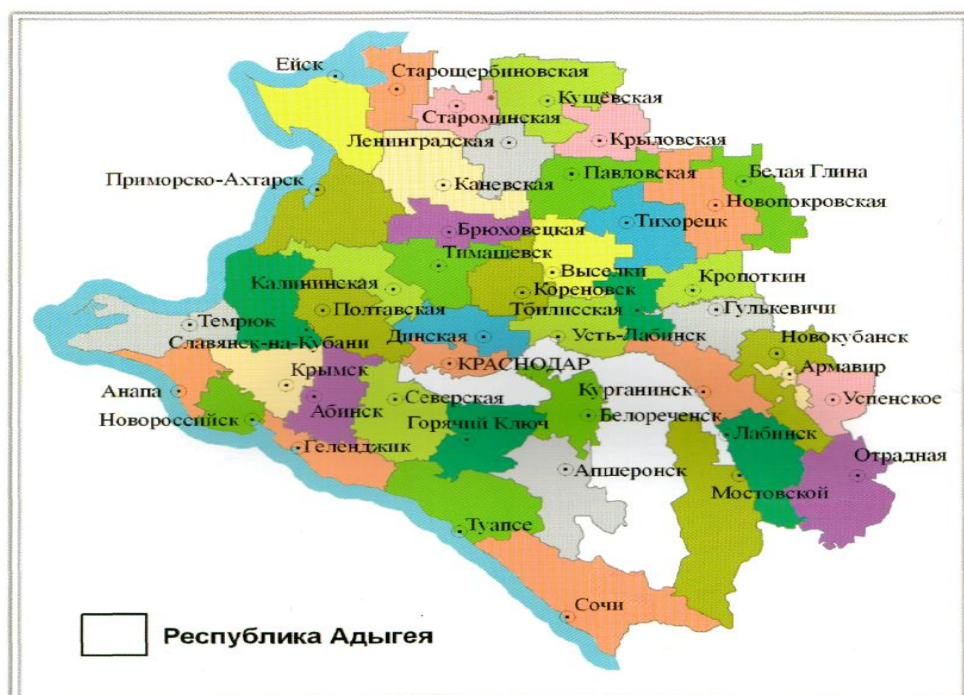 Ейск
Старощербиновская
Кущёвская
Староминская
Ленинградская
Крыловская
Приморско-Ахтарск
Каневская
Павловская
Белая Глина
Новопокровская
Тихорецк
Брюховецкая
Тимашевск
Выселки
Кропоткин
Калининская
Кореновск
Полтавская
Тбилисская
Гулькевичи
Темрюк
Динская
Усть-Лабинск
Славянск-на-Кубани
Новокубанск
КРАСНОДАР
Армавир
Крымск
Анапа
Абинск
Северская
Курганинск
Успенское
Новороссийск
Горячий Ключ
Белореченск
Лабинск
Геленджик
Отрадная
Апшеронск
Мостовской
Туапсе
Сочи
Республика Адыгея